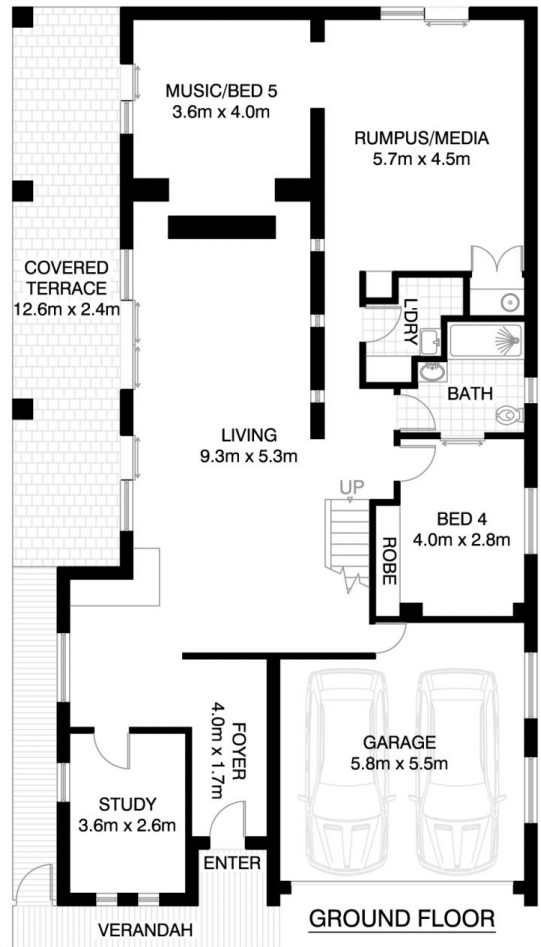 MUSIC/BED 5
3.6m x 4.0m
RUMPUS/MEDIA
5.7m x 4.5m
COVERED
TERRACE
12.6m x 2.4m
L'DRY
BATH
LIVING
9.3m x 5.3m
UP
BED 4
4.0m x 2.8m
ROBE
FOYER
4.0m x 1.7m
GARAGE
5.8m x 5.5m
STUDY
3.6m x 2.6m
ENTER
VERANDAH
GROUND FLOOR